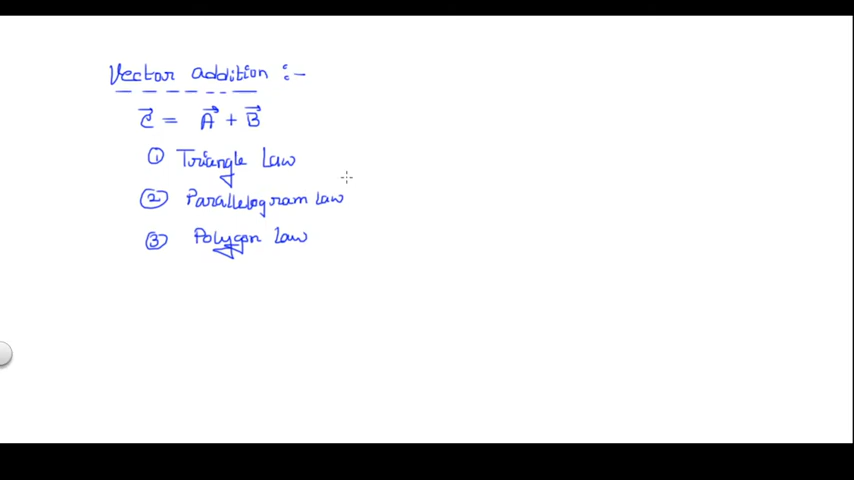 Vector addition :-
C⃗ = A⃗ + B⃗
① Triangle Law
② Parallelogram Law
③ Polygon Law